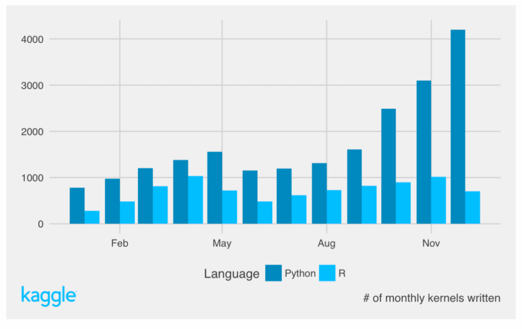 4000
3000
2000
1000
0
Feb May Aug Nov
Language Python R
kaggle # of monthly kernels written